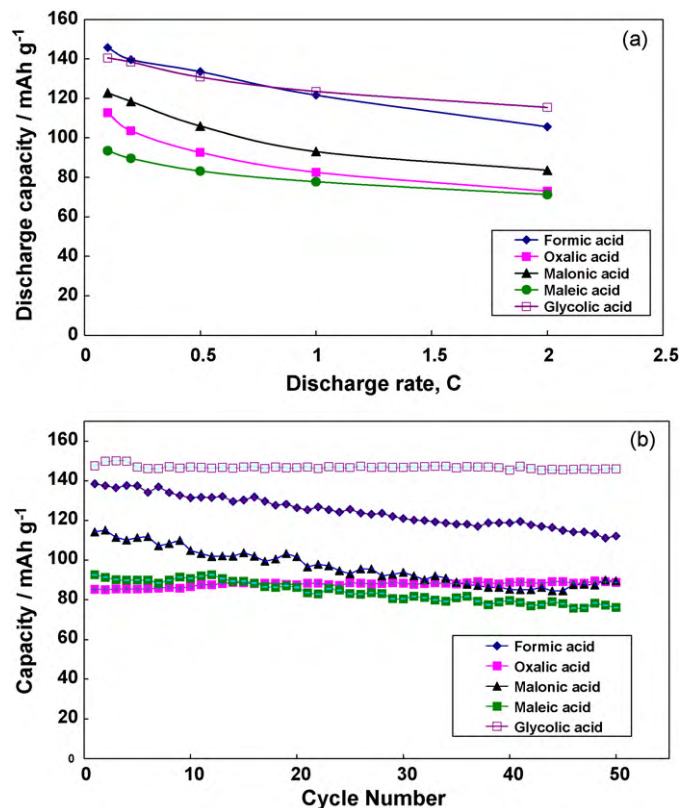 (a)
Discharge capacity / mAh g-1
160
140
120
100
80
60
40
20
0
Formic acid
Oxalic acid
Malonic acid
Maleic acid
Glycolic acid
0 0.5 1 1.5 2 2.5
Discharge rate, C
(b)
Capacity / mAh g-1
160
140
120
100
80
60
40
20
0
Formic acid
Oxalic acid
Malonic acid
Maleic acid
Glycolic acid
0 10 20 30 40 50
Cycle Number